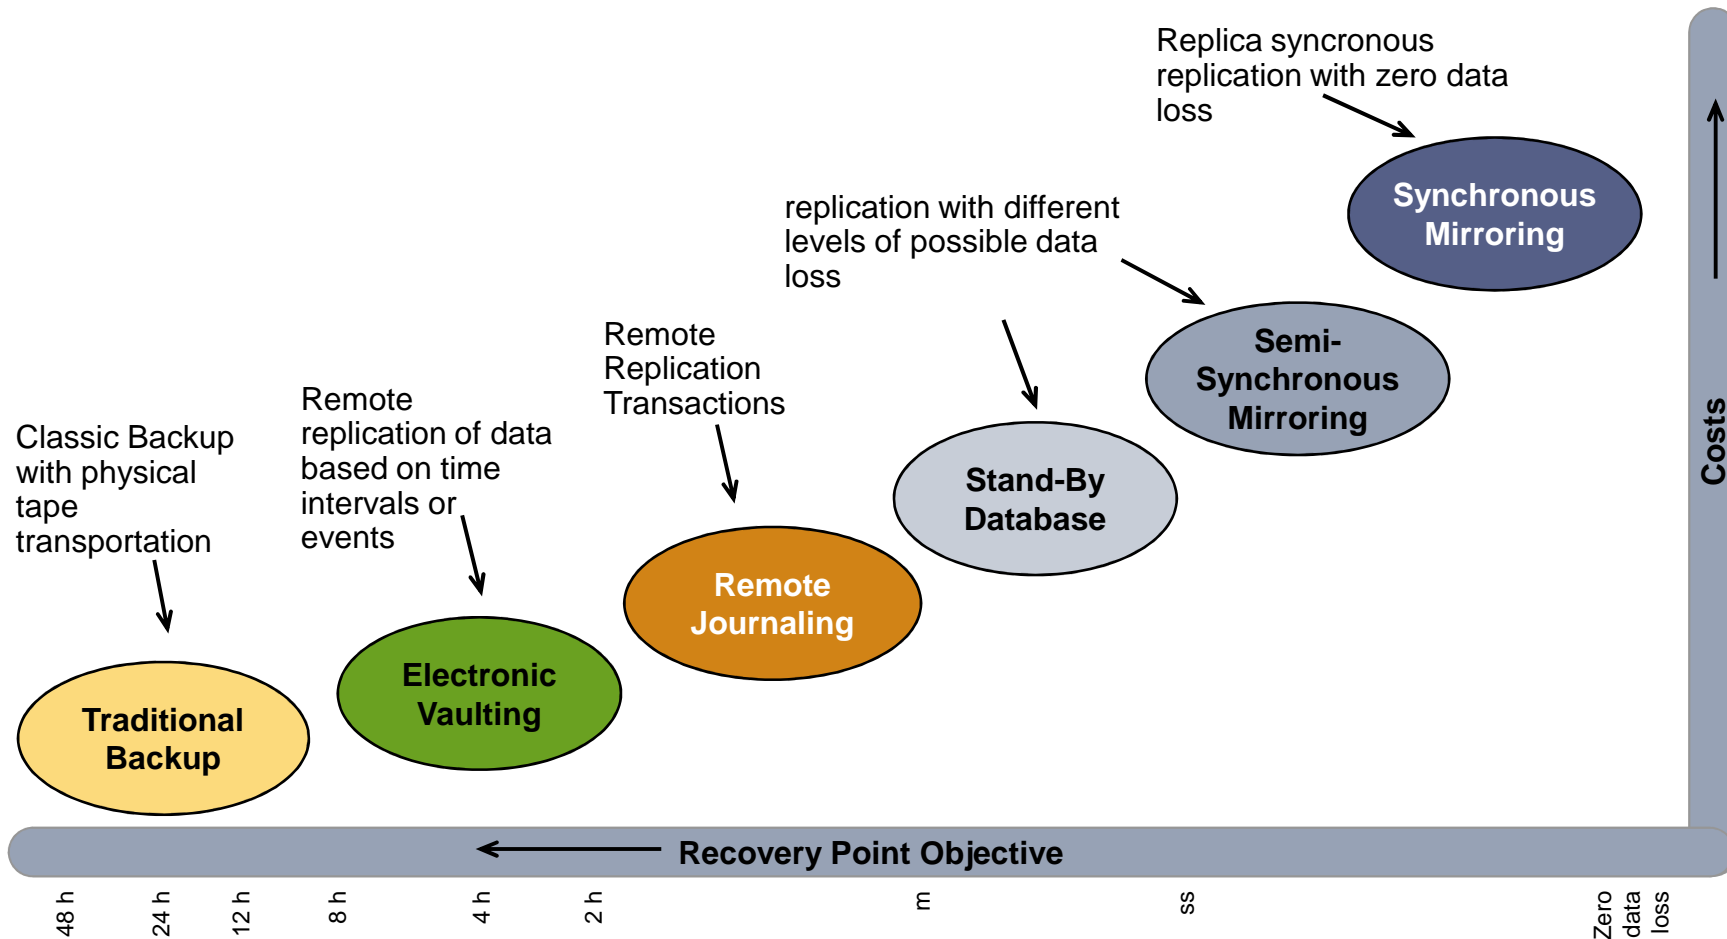 Replica syncronous
replication with zero data
loss
Synchronous
Mirroring
replication with different
levels of possible data
loss
Semi-
Synchronous
Mirroring
Remote
Replication
Transactions
Stand-By
Database
Remote
replication of data
based on time
intervals or
events
Remote
Journaling
Classic Backup
with physical
tape
transportation
Electronic
Vaulting
Traditional
Backup
Costs
Recovery Point Objective
48 h
24 h
12 h
8 h
4 h
2 h
m
ss
Zero
data
loss